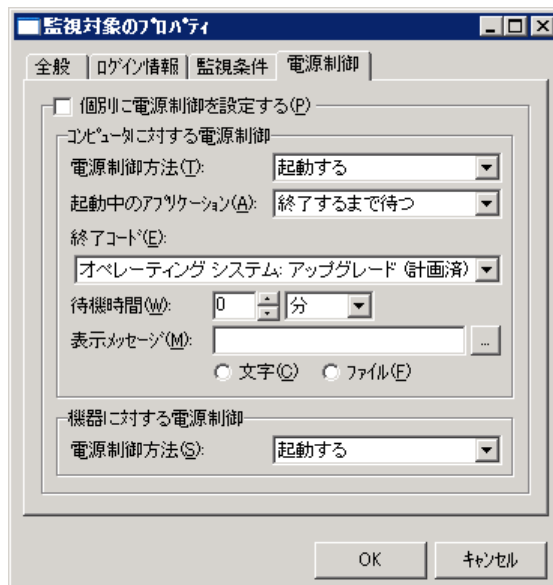 監視対象のﾌﾟﾛﾊﾟﾃｨ
全般 ﾛｸﾞｲﾝ情報 監視条件 電源制御
個別に電源制御を設定する(P)
ｺﾝﾋﾟｭｰﾀに対する電源制御
電源制御方法(T): 起動する
起動中のｱﾌﾟﾘｹｰｼｮﾝ(A): 終了するまで待つ
終了ｺｰﾄﾞ(E):
オペレーティング システム: アップグレード (計画済)
待機時間(W): 0 分
表示ﾒｯｾｰｼﾞ(M): ...
文字(C) ﾌｧｲﾙ(F)
機器に対する電源制御
電源制御方法(S): 起動する
OK ｷｬﾝｾﾙ